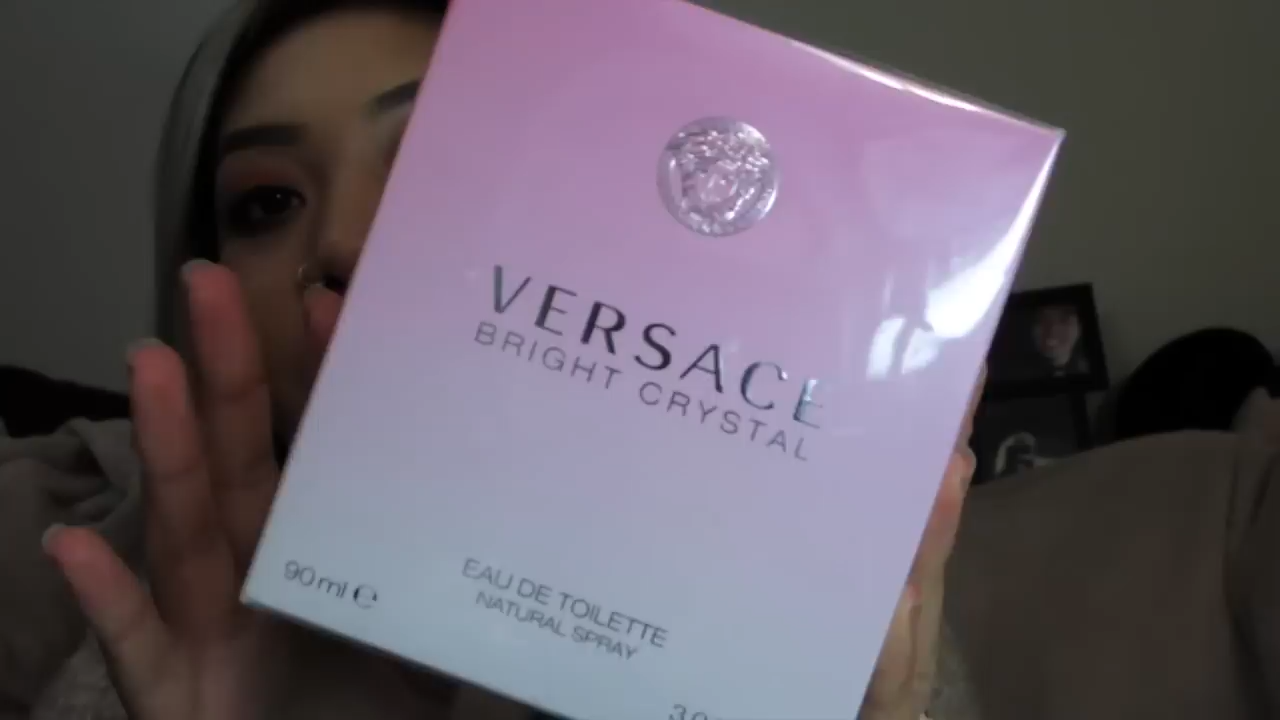 VERSACE
BRIGHT CRYSTAL
EAU DE TOILETTE
NATURAL SPRAY
90 ml ℮